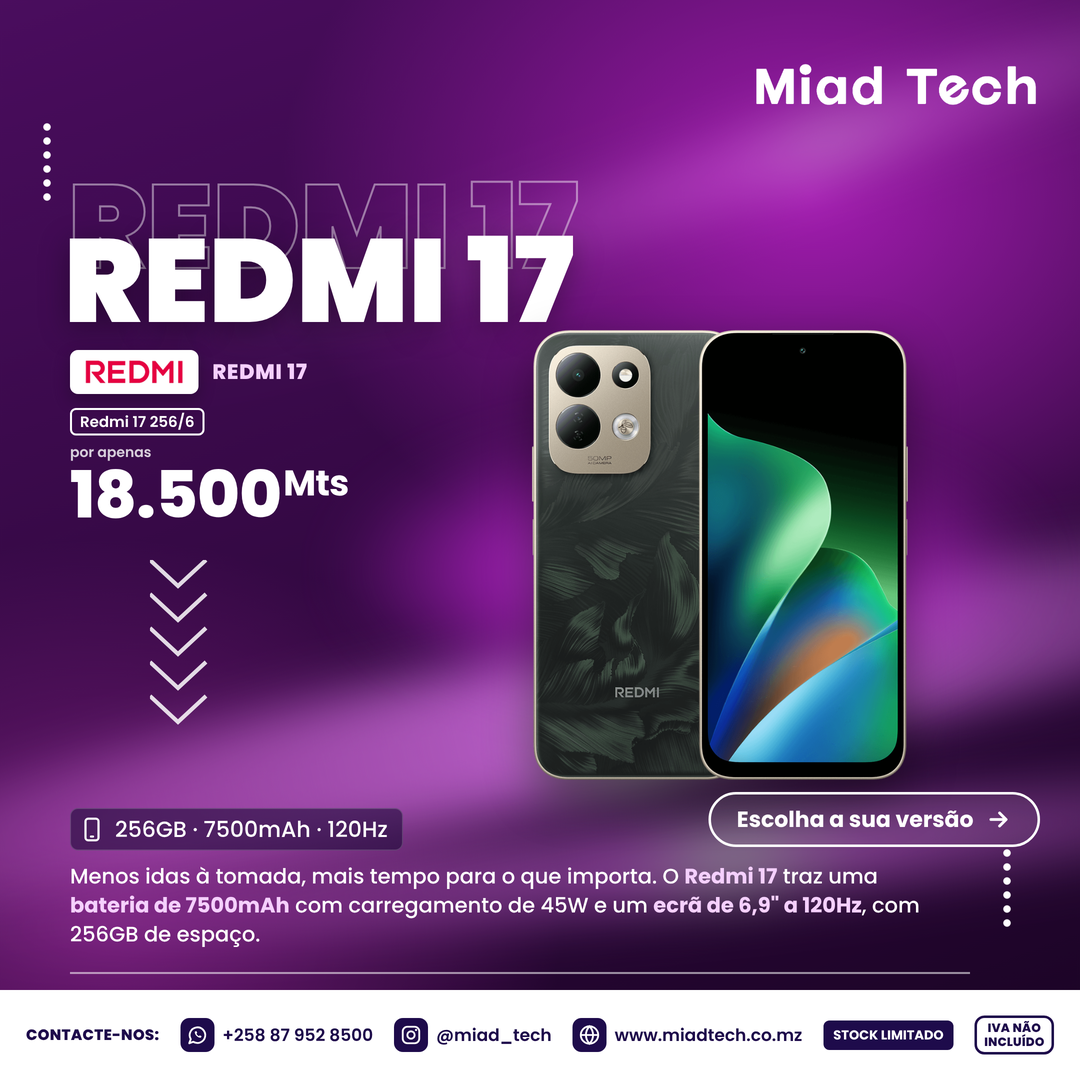 Miad Tech
REDMI 17
REDMI 17
REDMI REDMI 17
Redmi 17 256/6
por apenas
18.500Mts
50MP
AI CAMERA
REDMI
256GB · 7500mAh · 120Hz
Escolha a sua versão →
Menos idas à tomada, mais tempo para o que importa. O Redmi 17 traz uma
bateria de 7500mAh com carregamento de 45W e um ecrã de 6,9" a 120Hz, com
256GB de espaço.
CONTACTE-NOS: +258 87 952 8500 @miad_tech www.miadtech.co.mz STOCK LIMITADO IVA NÃO
INCLUÍDO